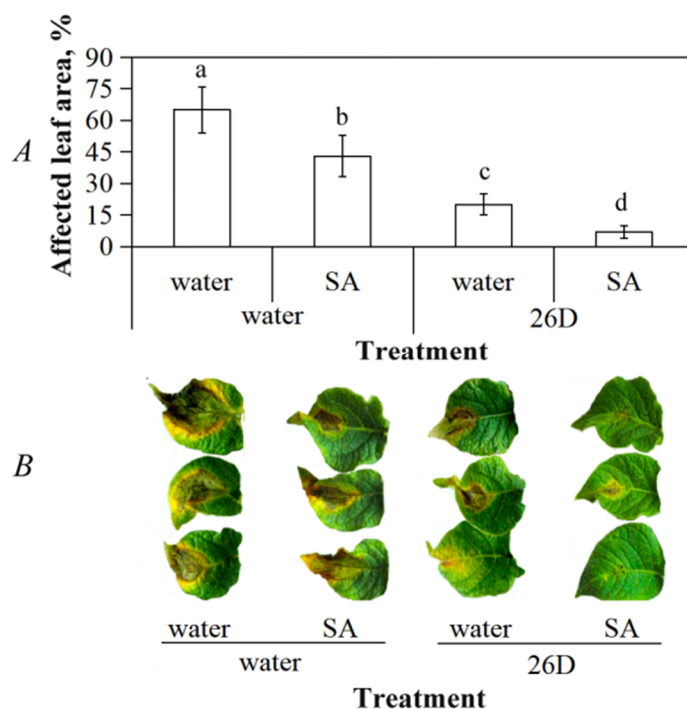 A
Affected leaf area, %
90
75
60
45
30
15
0
a
b
c
d
water SA water SA
water 26D
Treatment
B
water SA water SA
water 26D
Treatment